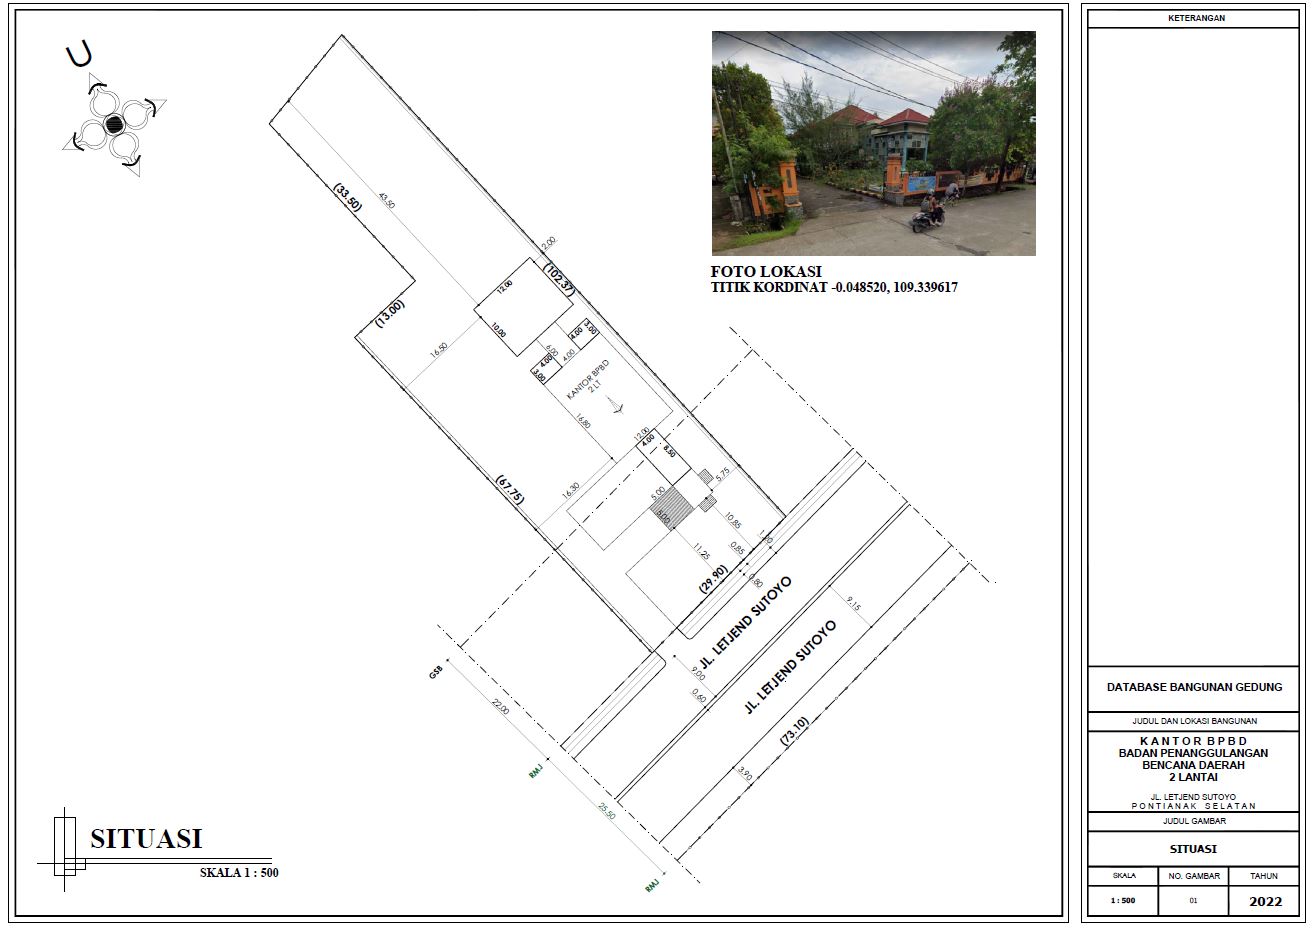 U
(33.50)
43.50
2.00
(102.37)
12.00
10.00
(13.00)
16.50
4.00
3.00
6.00
4.00
4.00
3.00
KANTOR BPBD
2 LT
16.80
12.00
4.00
8.50
(67.75)
16.30
5.75
5.00
5.00
10.85
11.25
0.85
1.20
0.80
(29.90)
JL. LETJEND SUTOYO
9.15
JL. LETJEND SUTOYO
9.00
0.60
(73.10)
3.90
GSB
22.00
RMJ
25.50
RMJ
FOTO LOKASI
TITIK KORDINAT -0.048520, 109.339617
SITUASI
SKALA 1 : 500
KETERANGAN
DATABASE BANGUNAN GEDUNG
JUDUL DAN LOKASI BANGUNAN
KANTOR BPBD
BADAN PENANGGULANGAN
BENCANA DAERAH
2 LANTAI
JL. LETJEND SUTOYO
PONTIANAK SELATAN
JUDUL GAMBAR
SITUASI
SKALA NO. GAMBAR TAHUN
1 : 500 01 2022